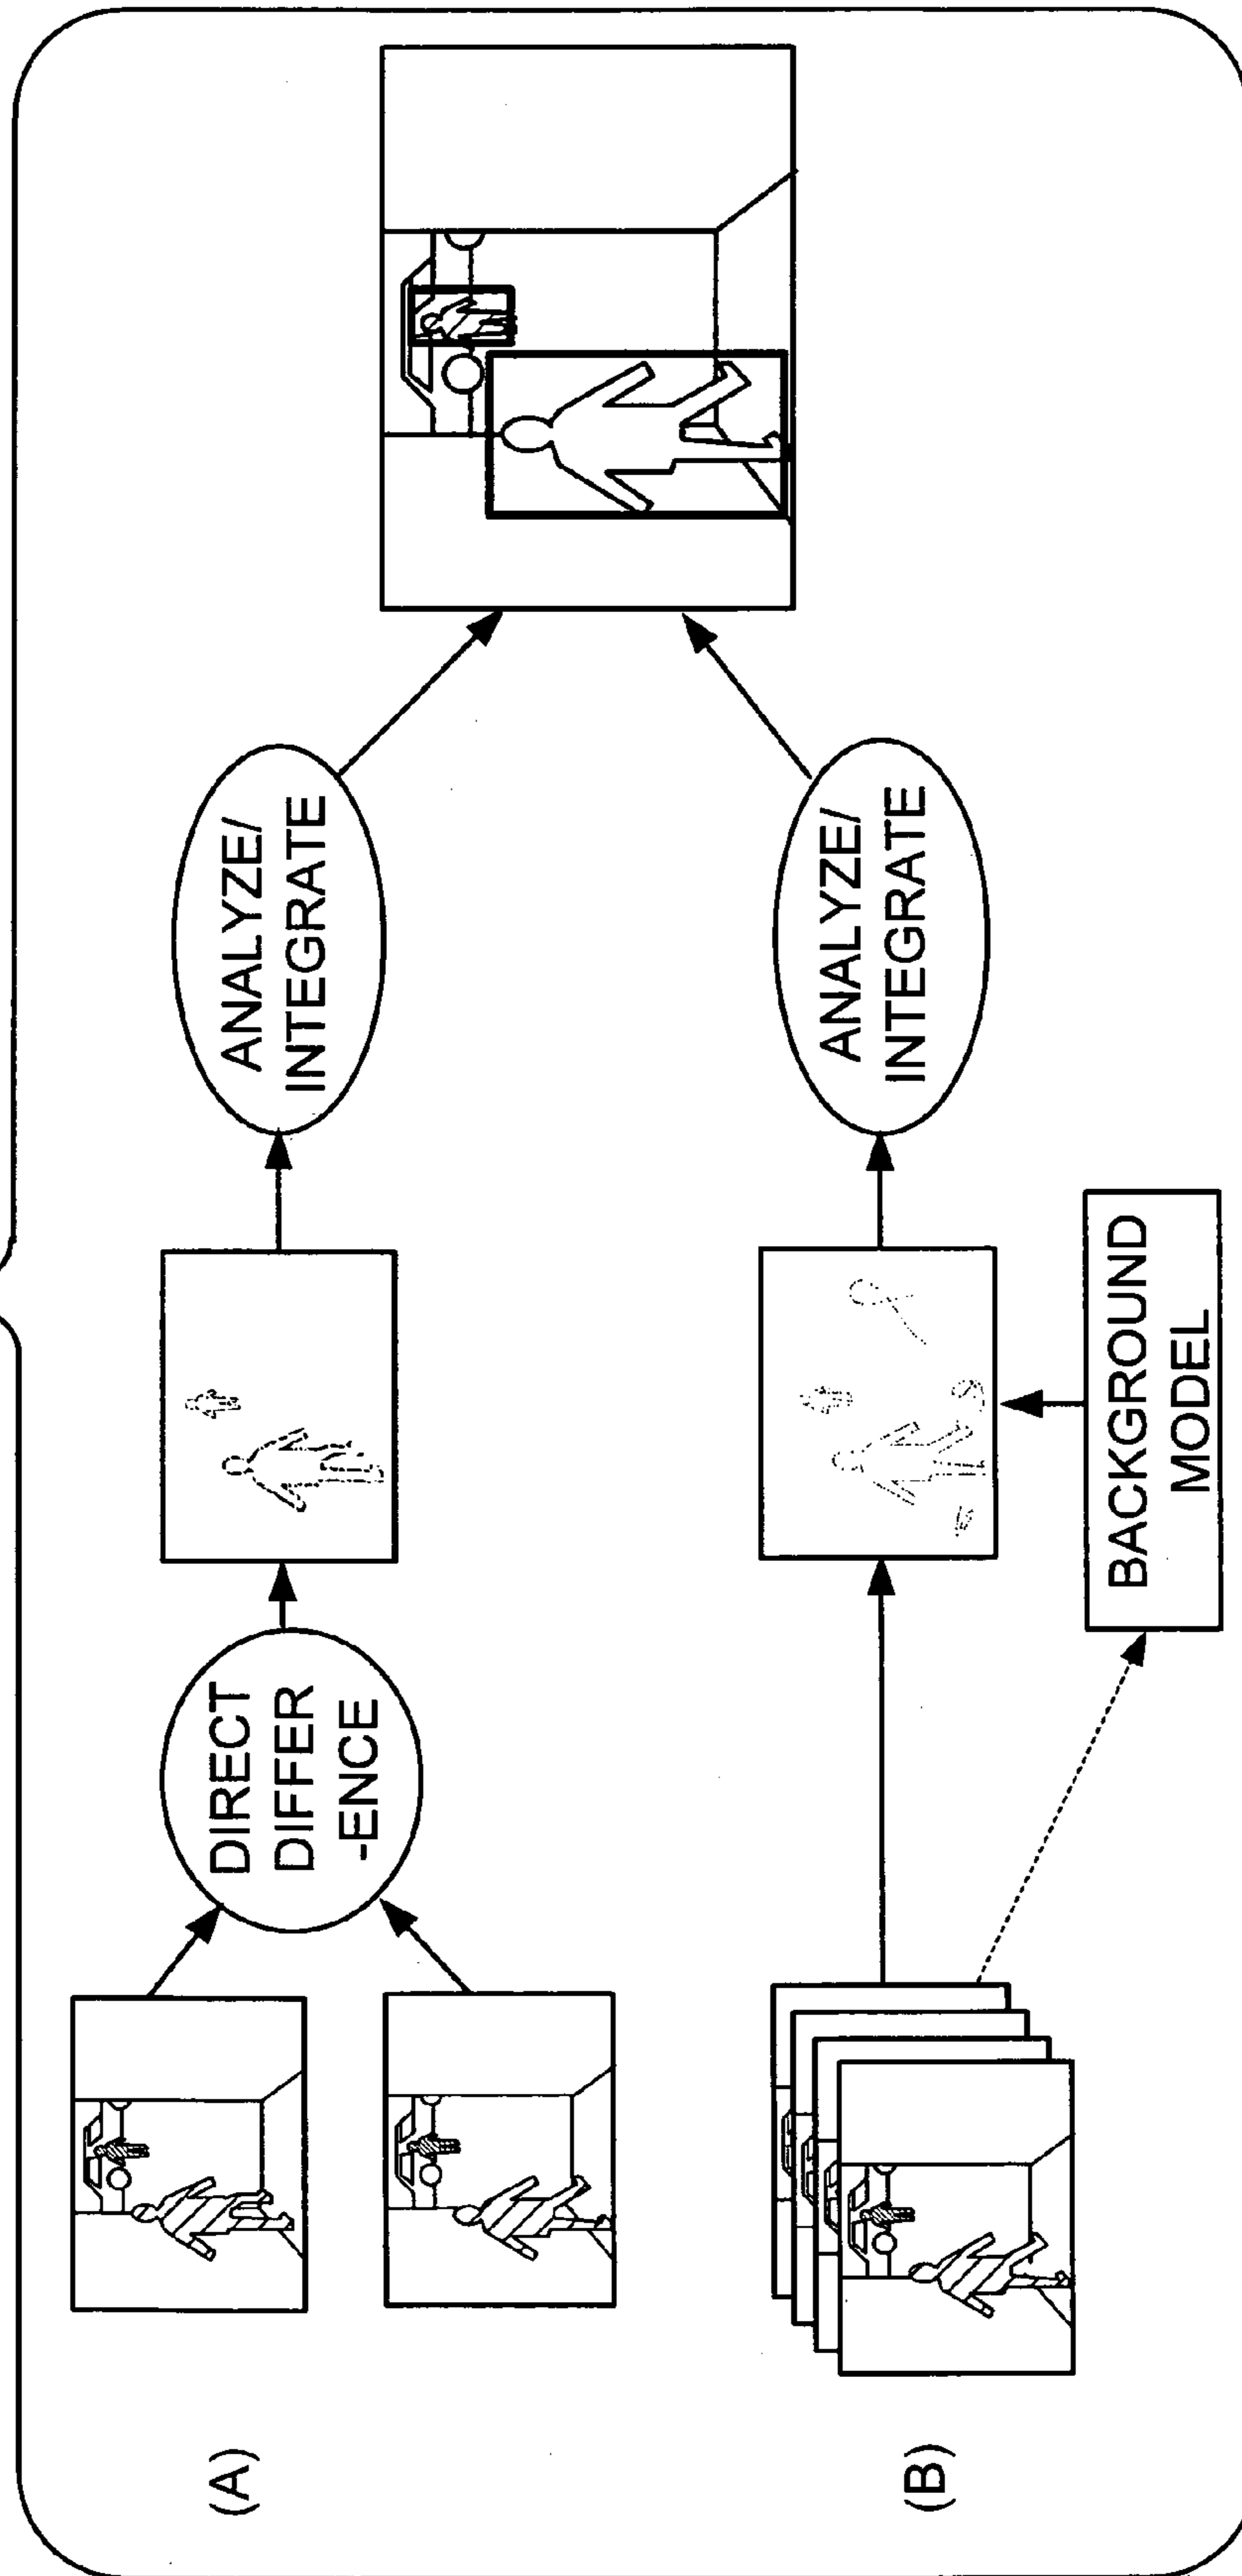 (A)
DIRECT
DIFFER
-ENCE
ANALYZE/
INTEGRATE
(B)
BACKGROUND
MODEL
ANALYZE/
INTEGRATE